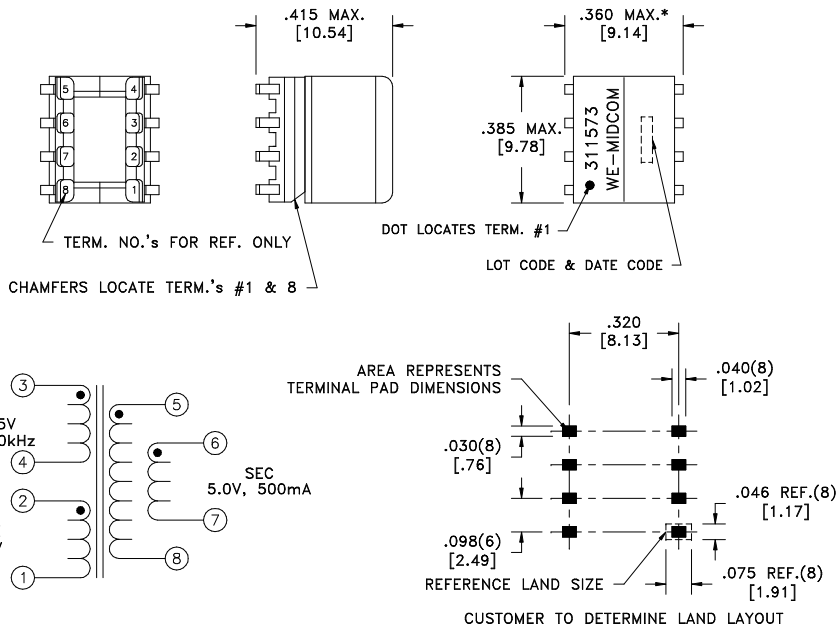 .415 MAX.
[10.54]
.360 MAX.*
[9.14]
5
4
6
3
7
2
8
1
.385 MAX.
[9.78]
311573
WE-MIDCOM
TERM. NO.'s FOR REF. ONLY
DOT LOCATES TERM. #1
LOT CODE & DATE CODE
CHAMFERS LOCATE TERM.'s #1 & 8
3
5V
0kHz
4
2
1
5
6
SEC
5.0V, 500mA
7
8
.320
[8.13]
AREA REPRESENTS
TERMINAL PAD DIMENSIONS
.040(8)
[1.02]
.030(8)
[.76]
.046 REF.(8)
[1.17]
.098(6)
[2.49]
REFERENCE LAND SIZE
.075 REF.(8)
[1.91]
CUSTOMER TO DETERMINE LAND LAYOUT